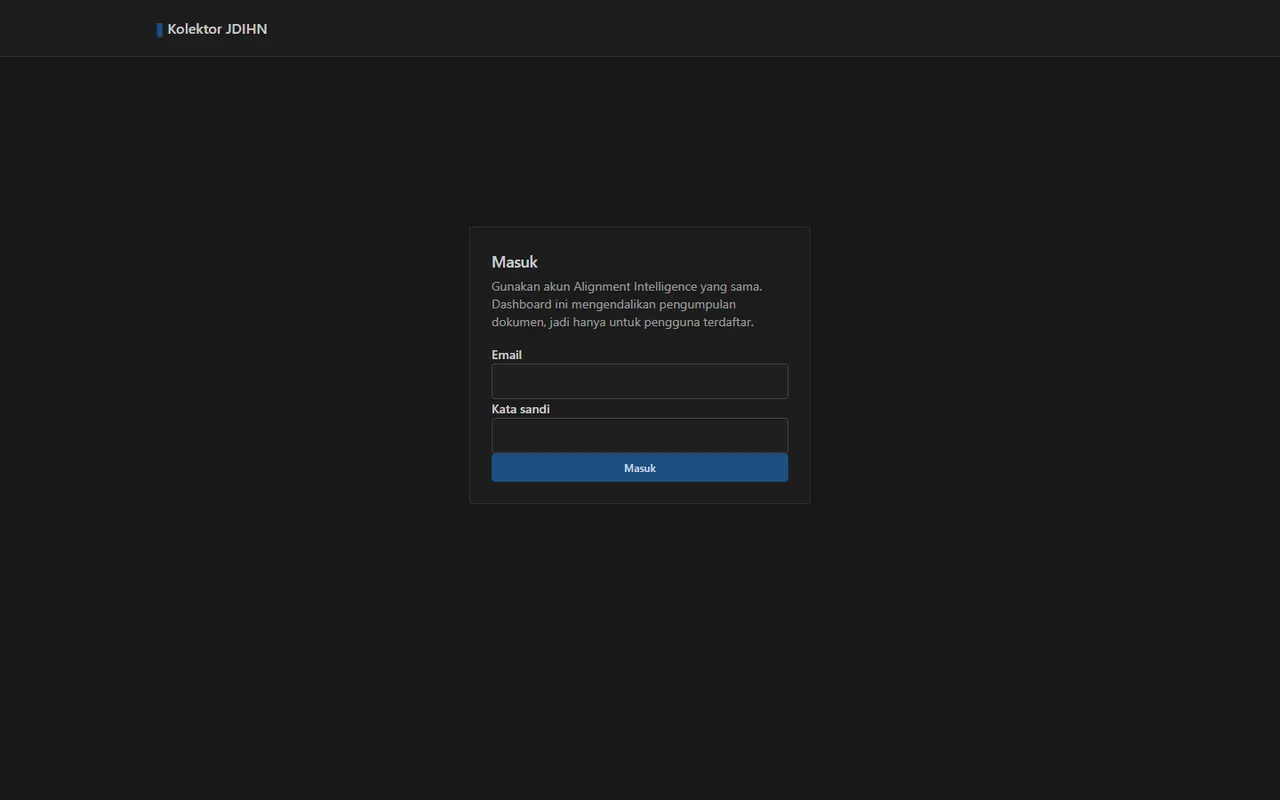 Kolektor JDIHN
Masuk
Gunakan akun Alignment Intelligence yang sama.
Dashboard ini mengendalikan pengumpulan
dokumen, jadi hanya untuk pengguna terdaftar.
Email
Kata sandi
Masuk